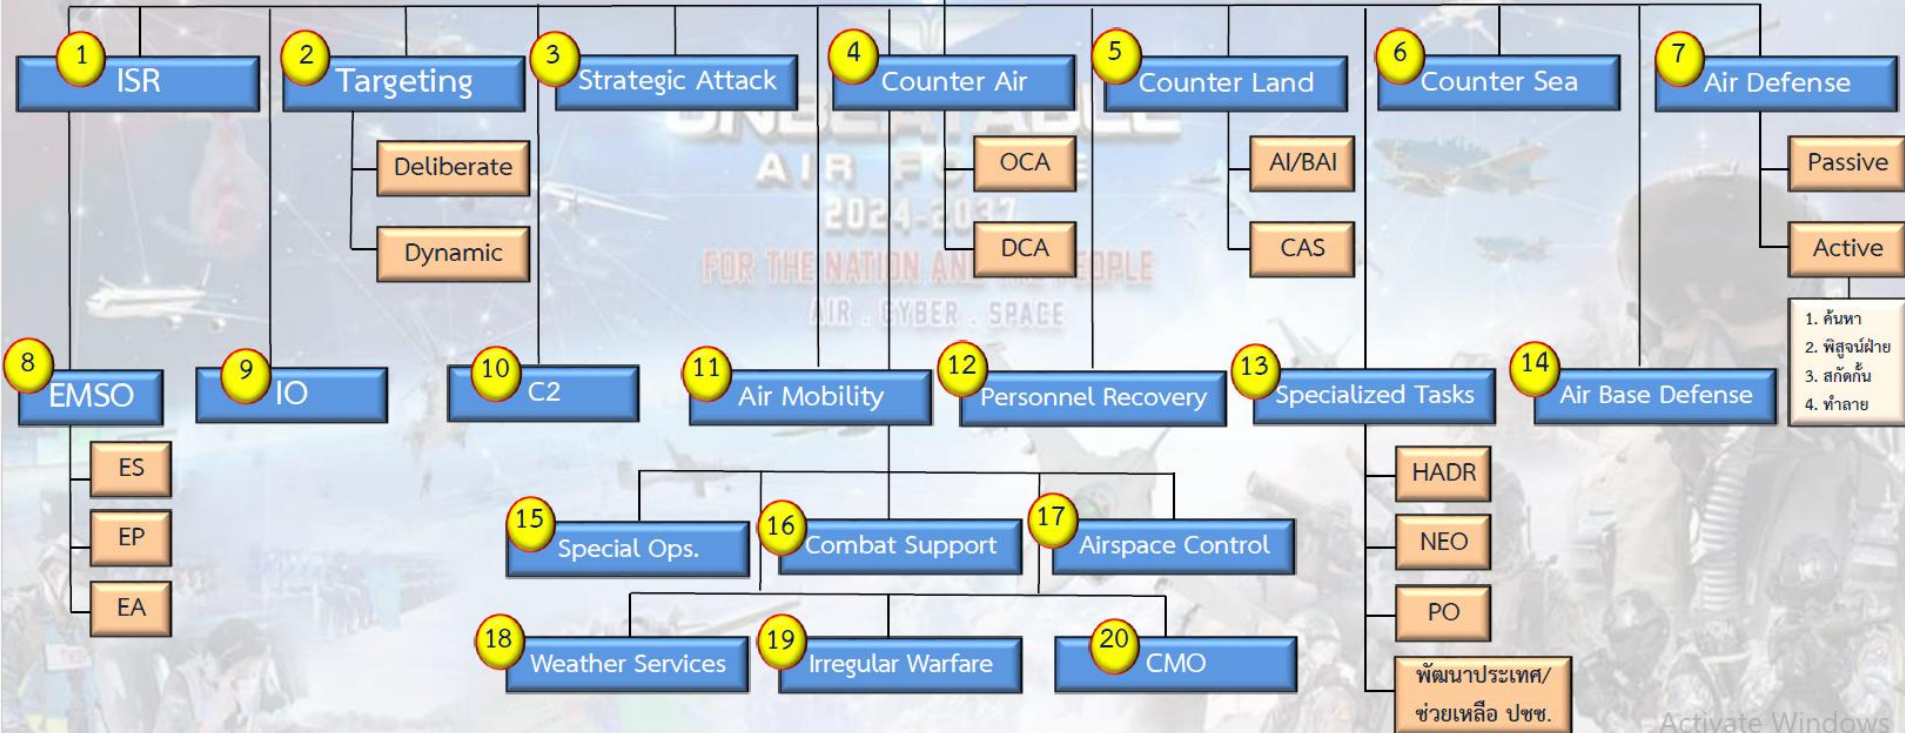 1
ISR
2
Targeting
3
Strategic Attack
4
Counter Air
5
Counter Land
6
Counter Sea
7
Air Defense
Deliberate
Dynamic
OCA
DCA
AI/BAI
CAS
Passive
Active
1. ค้นหา
2. พิสูจน์ฝ่าย
3. สกัดกั้น
4. ทำลาย
UNBEATABLE
AIR FORCE
2024-2037
FOR THE NATION AND THE PEOPLE
AIR . CYBER . SPACE
8
EMSO
9
IO
10
C2
11
Air Mobility
12
Personnel Recovery
13
Specialized Tasks
14
Air Base Defense
ES
EP
EA
HADR
NEO
PO
พัฒนาประเทศ/
ช่วยเหลือ ปชช.
15
Special Ops.
16
Combat Support
17
Airspace Control
18
Weather Services
19
Irregular Warfare
20
CMO
Activate Windows